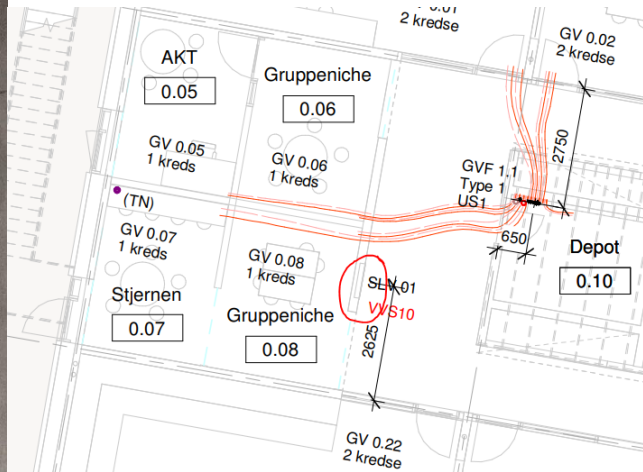 2 kredse
GV 0.02
2 kredse
AKT
0.05
Gruppeniche
0.06
GV 0.05
1 kreds
GV 0.06
1 kreds
GVF 1.1
Type 1
US1
2750
(TN)
650
GV 0.07
1 kreds
GV 0.08
1 kreds
Depot
0.10
Stjernen
0.07
Gruppeniche
0.08
VVS10
2625
GV 0.22
2 kredse